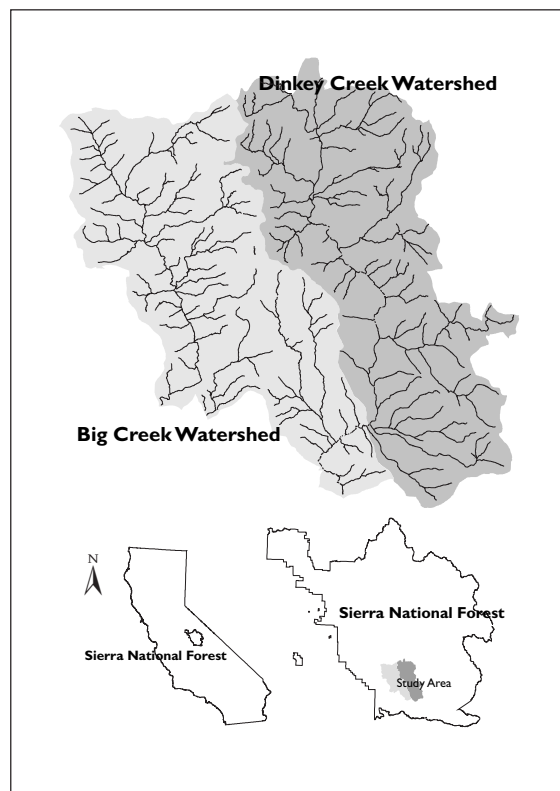 Dinkey Creek Watershed
Big Creek Watershed
N
Sierra National Forest
Sierra National Forest
Study Area